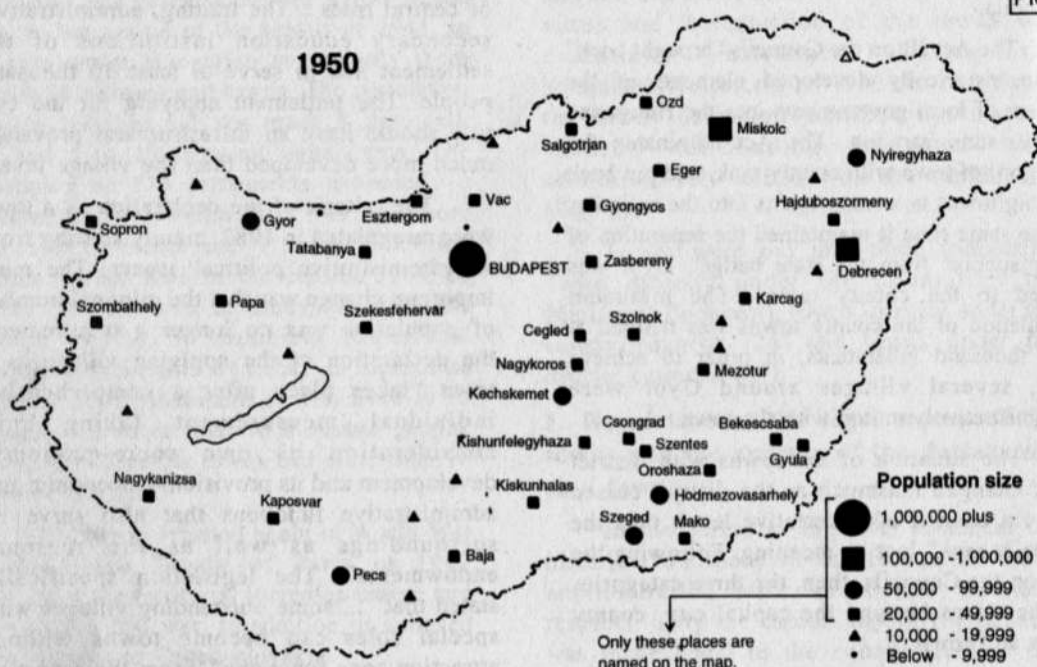 1950
Ozd
Miskolc
Salgotrjan
Nyiregyhaza
Eger
Esztergom
Vac
Gyongyos
Hajduboszormeny
Sopron
Gyor
Tatabanya
BUDAPEST
Zasbereny
Debrecen
Papa
Karcag
Szombathely
Szekesfehervar
Szolnok
Cegled
Nagykoros
Mezotur
Kechskemet
Csongrad
Bekescsaba
Kishunfelegyhaza
Szentes
Gyula
Oroshaza
Nagykanizsa
Kiskunhalas
Kaposvar
Hodmezovasarhely
Szeged
Mako
Baja
Pecs
Population size
1,000,000 plus
100,000 -1,000,000
50,000 - 99,999
20,000 - 49,999
10,000 - 19,999
Below - 9,999
Only these places are
named on the map.